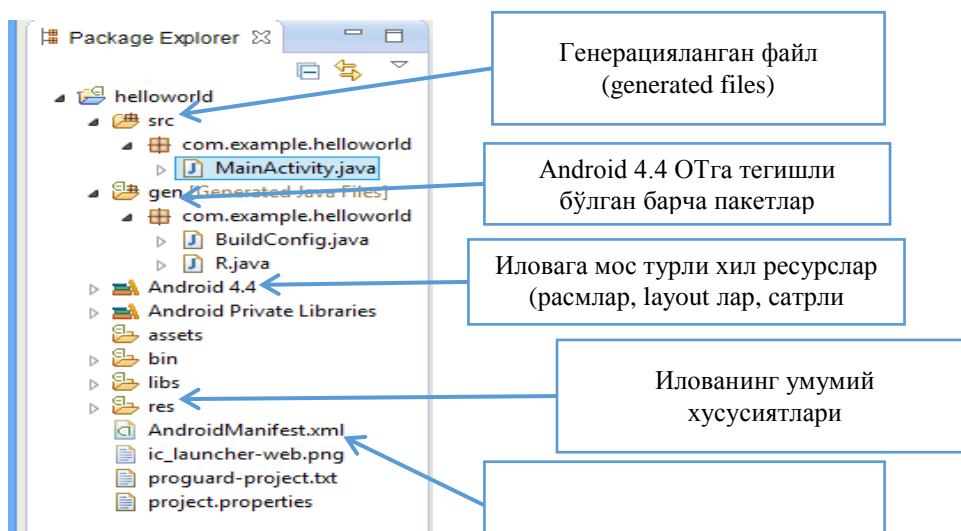 Package Explorer
helloworld
src
com.example.helloworld
MainActivity.java
gen [Generated Java Files]
com.example.helloworld
BuildConfig.java
R.java
Android 4.4
Android Private Libraries
assets
bin
libs
res
AndroidManifest.xml
ic_launcher-web.png
proguard-project.txt
project.properties
Генерацияланган файл
(generated files)
Android 4.4 ОТга тегишли
бўлган барча пакетлар
Иловага мос турли хил ресурслар
(расмлар, layout лар, сатрли
Илованинг умумий
хусусиятлари